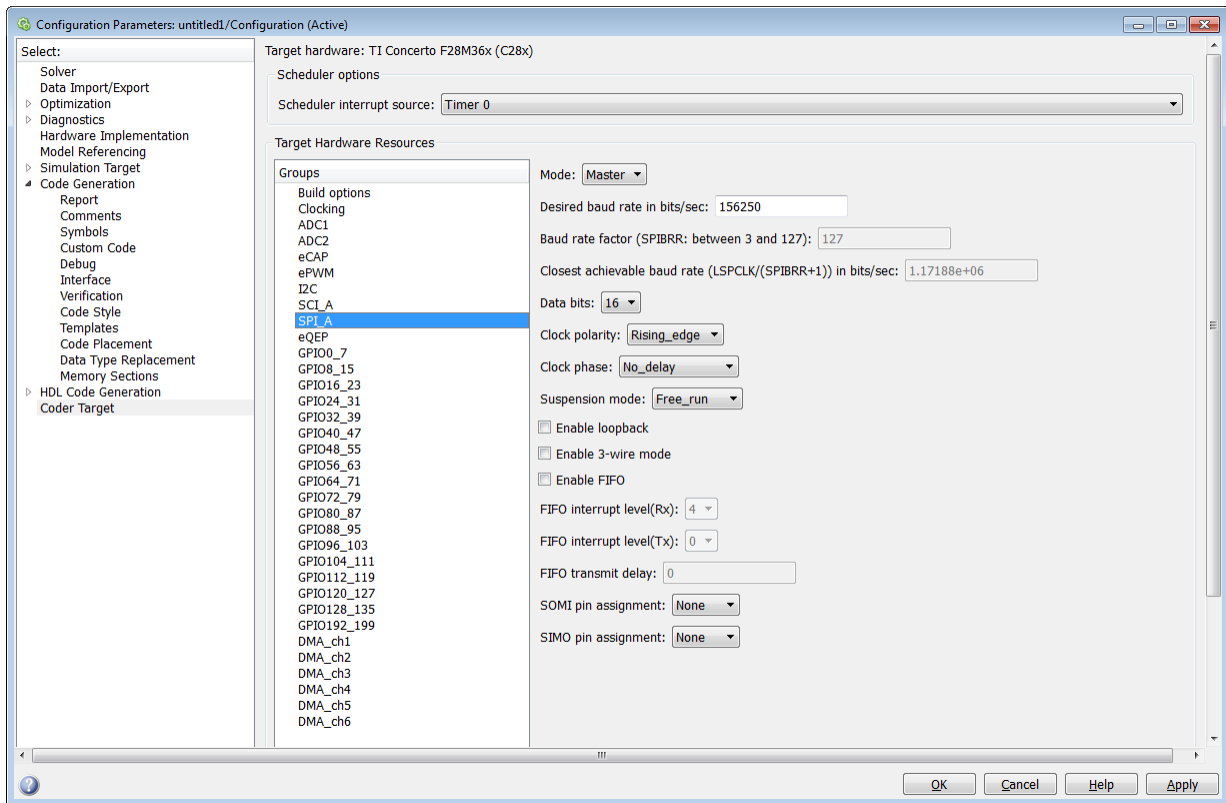 Configuration Parameters: untitled1/Configuration (Active)
Select:
Solver
Data Import/Export
Optimization
Diagnostics
Hardware Implementation
Model Referencing
Simulation Target
Code Generation
Report
Comments
Symbols
Custom Code
Debug
Interface
Verification
Code Style
Templates
Code Placement
Data Type Replacement
Memory Sections
HDL Code Generation
Coder Target
Target hardware: TI Concerto F28M36x (C28x)
Scheduler options
Scheduler interrupt source: Timer 0
Target Hardware Resources
Groups
Build options
Clocking
ADC1
ADC2
eCAP
ePWM
I2C
SCI_A
SPI_A
eQEP
GPIO0_7
GPIO8_15
GPIO16_23
GPIO24_31
GPIO32_39
GPIO40_47
GPIO48_55
GPIO56_63
GPIO64_71
GPIO72_79
GPIO80_87
GPIO88_95
GPIO96_103
GPIO104_111
GPIO112_119
GPIO120_127
GPIO128_135
GPIO192_199
DMA_ch1
DMA_ch2
DMA_ch3
DMA_ch4
DMA_ch5
DMA_ch6
Mode: Master
Desired baud rate in bits/sec: 156250
Baud rate factor (SPIBRR: between 3 and 127): 127
Closest achievable baud rate (LSPCLK/(SPIBRR+1)) in bits/sec: 1.17188e+06
Data bits: 16
Clock polarity: Rising_edge
Clock phase: No_delay
Suspension mode: Free_run
Enable loopback
Enable 3-wire mode
Enable FIFO
FIFO interrupt level(Rx): 4
FIFO interrupt level(Tx): 0
FIFO transmit delay: 0
SOMI pin assignment: None
SIMO pin assignment: None
OK Cancel Help Apply